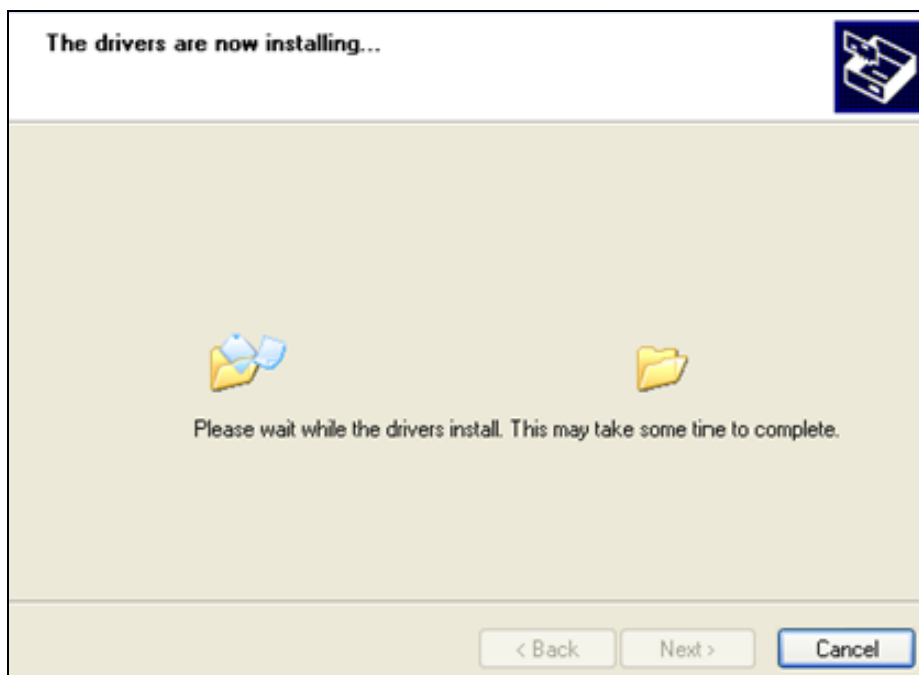 The drivers are now installing...
Please wait while the drivers install. This may take some time to complete.
< Back
Next >
Cancel